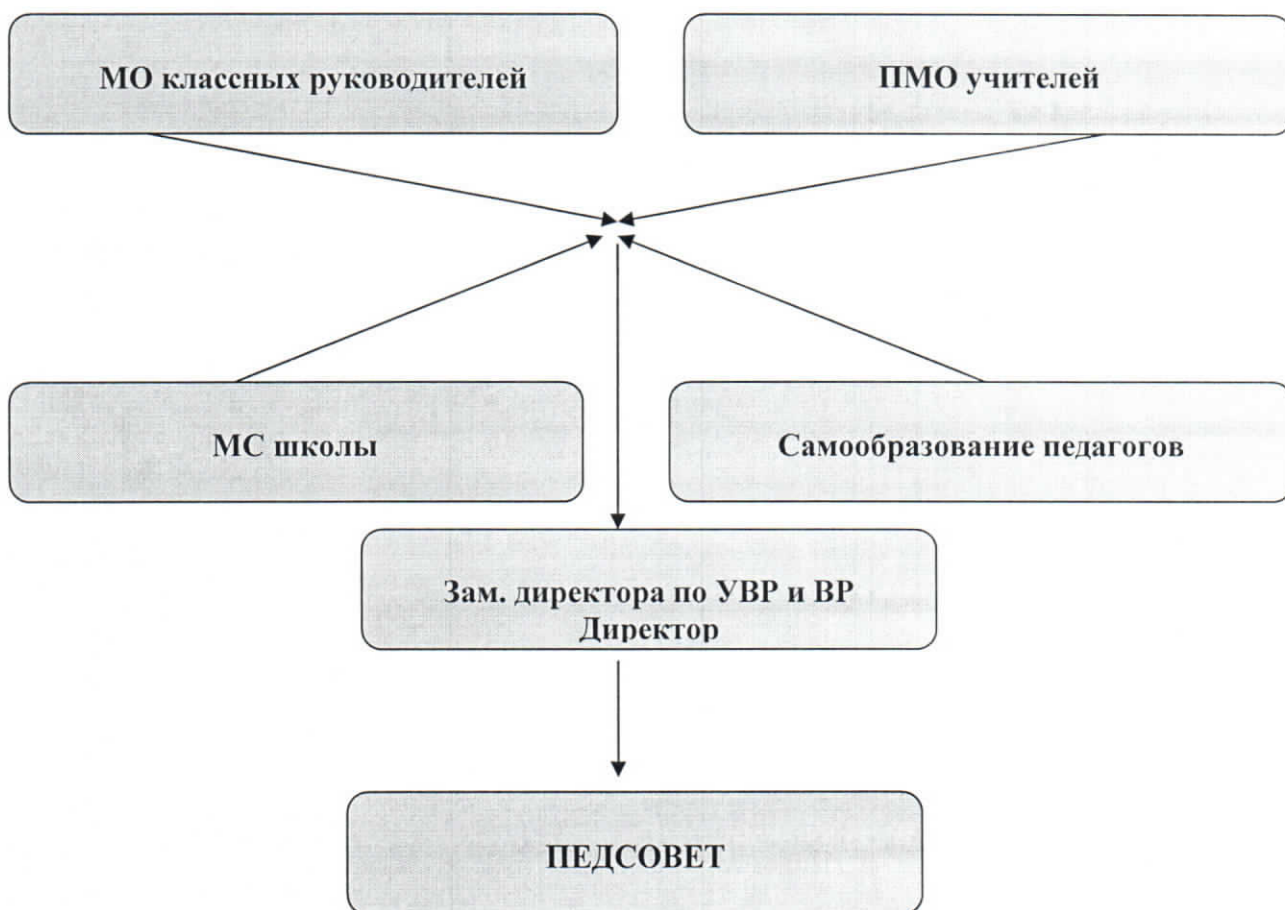 МО классных руководителей
ПМО учителей
МС школы
Самообразование педагогов
Зам. директора по УВР и ВР
Директор
ПЕДСОВЕТ